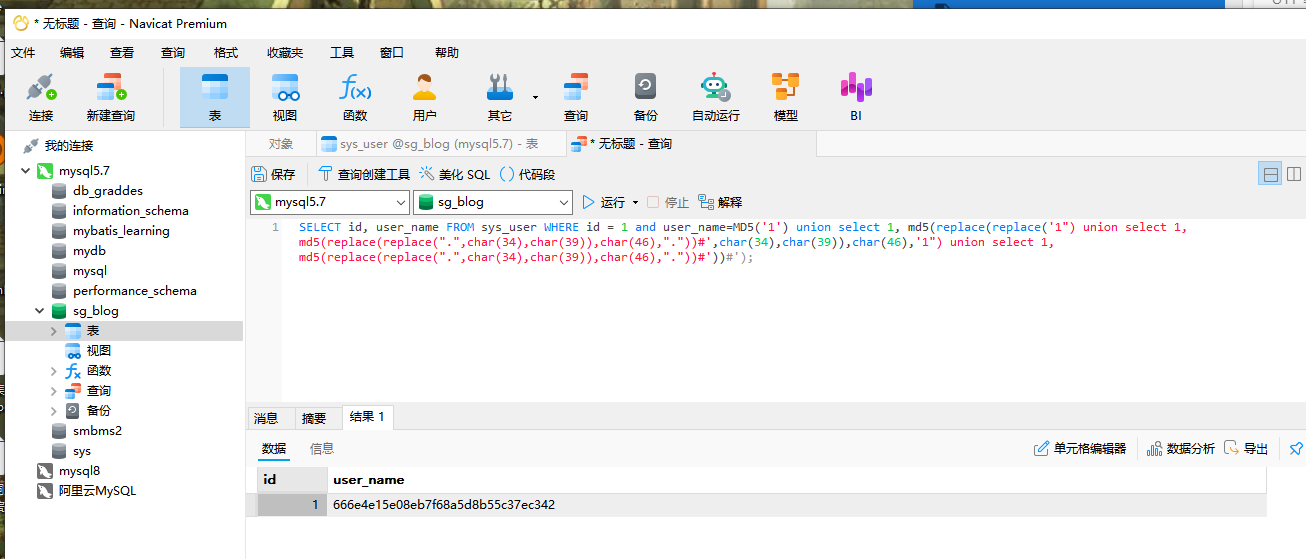 * 无标题 - 查询 - Navicat Premium
文件 编辑 查看 查询 格式 收藏夹 工具 窗口 帮助
连接 新建查询 表 视图 函数 用户 其它 查询 备份 自动运行 模型 BI
我的连接
mysql5.7
db_graddes
information_schema
mybatis_learning
mydb
mysql
performance_schema
sg_blog
表
视图
函数
查询
备份
smbms2
sys
mysql8
阿里云MySQL
对象 sys_user @sg_blog (mysql5.7) - 表 * 无标题 - 查询
保存 查询创建工具 美化 SQL () 代码段
mysql5.7 sg_blog 运行 停止 解释
1 SELECT id, user_name FROM sys_user WHERE id = 1 and user_name=MD5('1') union select 1, md5(replace(replace('1") union select 1,
md5(replace(replace(".",char(34),char(39)),char(46),"."))#',char(34),char(39)),char(46),'1") union select 1,
md5(replace(replace(".",char(34),char(39)),char(46),"."))#'))#');
消息 摘要 结果 1
数据 信息 单元格编辑器 数据分析 导出
id user_name
1 666e4e15e08eb7f68a5d8b55c37ec342